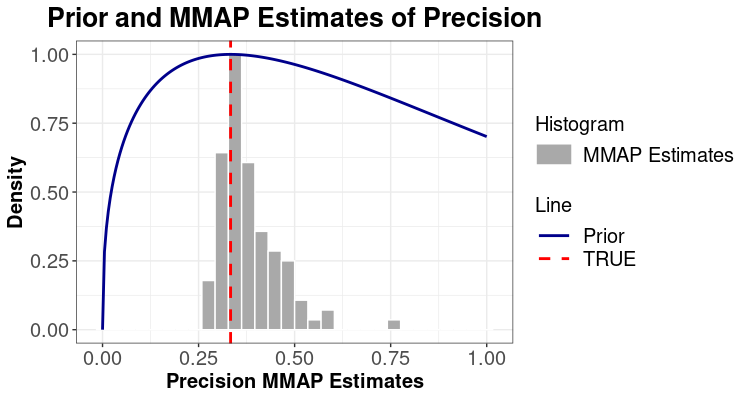 Prior and MMAP Estimates of Precision
Density
1.00
0.75
0.50
0.25
0.00
0.00 0.25 0.50 0.75 1.00
Precision MMAP Estimates
Histogram
MMAP Estimates
Line
Prior
TRUE